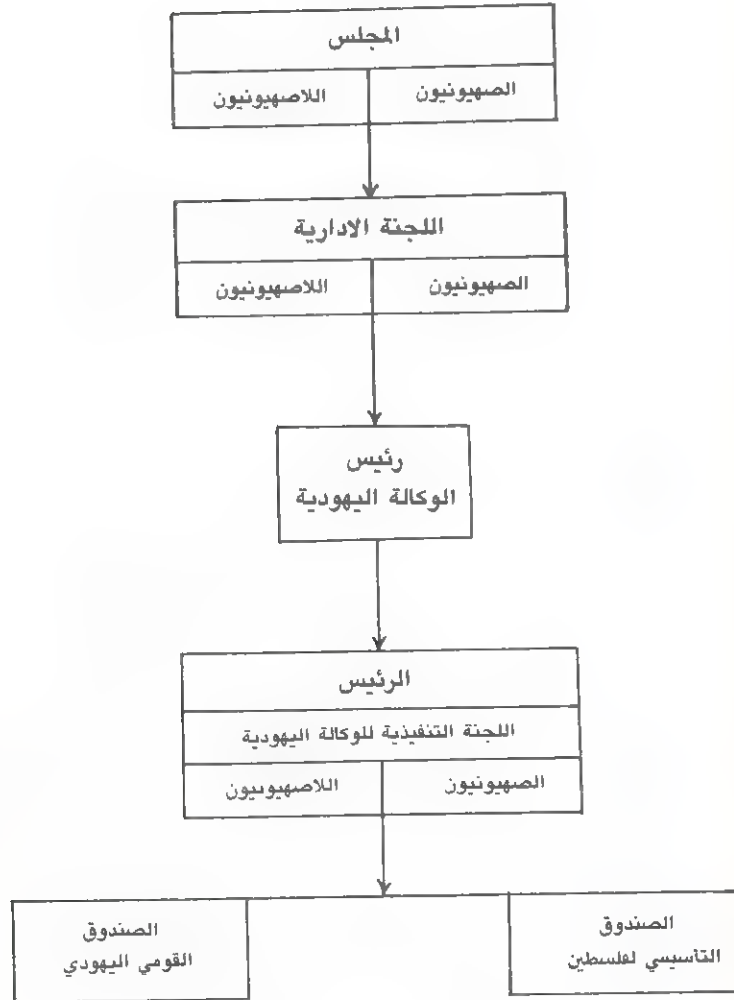 المجلس
الصهيونيون
اللاصهيونيون
اللجنة الادارية
الصهيونيون
اللاصهيونيون
رئيس
الوكالة اليهودية
الرئيس
اللجنة التنفيذية للوكالة اليهودية
الصهيونيون
اللاصهيونيون
الصندوق
التأسيسي لفلسطين
الصندوق
القومي اليهودي